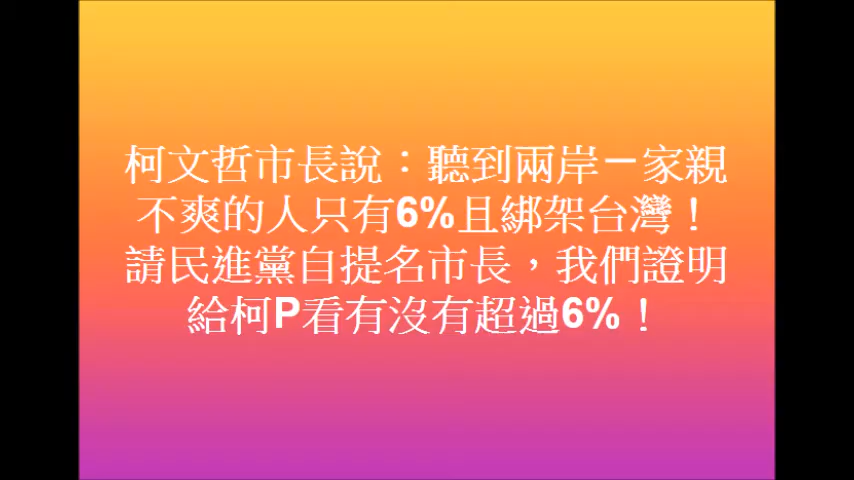 柯文哲市長說：聽到兩岸一家親
不爽的人只有6%且綁架台灣！
請民進黨自提名市長，我們證明
給柯P看有沒有超過6%！